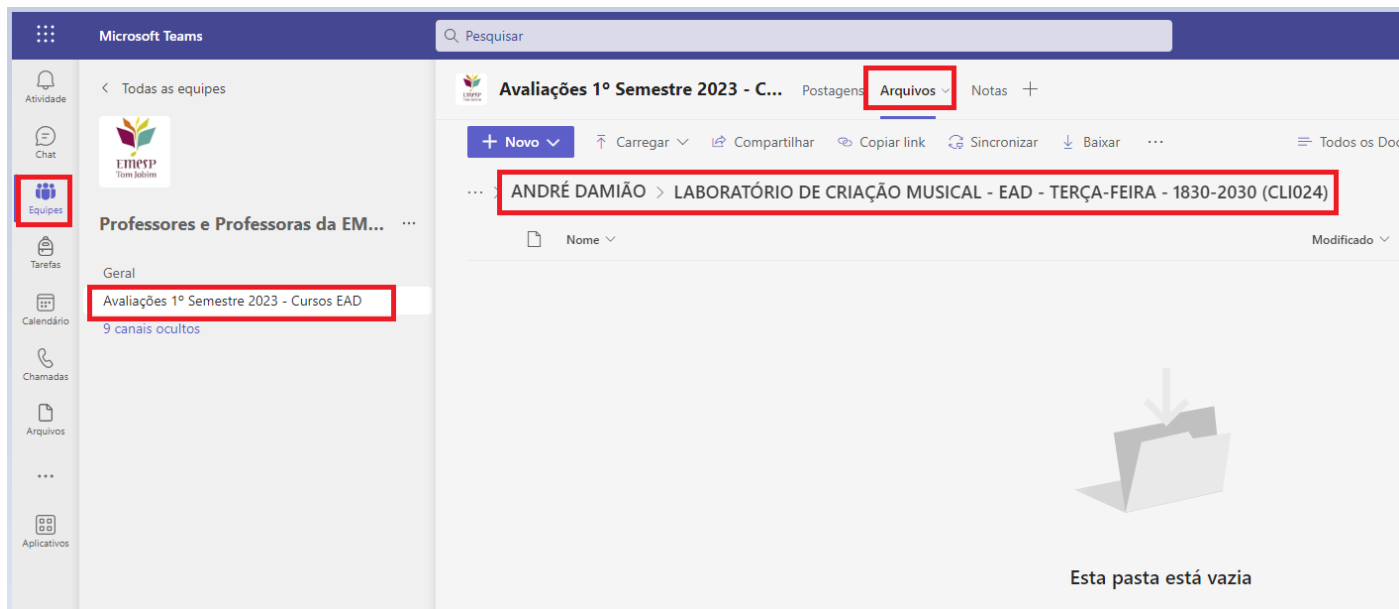 Microsoft Teams
Pesquisar
Atividade
Chat
Equipes
Tarefas
Calendário
Chamadas
Arquivos
Aplicativos
Todas as equipes
EMESP
Tom Jobim
Professores e Professoras da EM...
Geral
Avaliações 1º Semestre 2023 - Cursos EAD
9 canais ocultos
Avaliações 1º Semestre 2023 - C... Postagens Arquivos Notas
Novo Carregar Compartilhar Copiar link Sincronizar Baixar ... Todos os Doc
... > ANDRÉ DAMIÃO > LABORATÓRIO DE CRIAÇÃO MUSICAL - EAD - TERÇA-FEIRA - 1830-2030 (CLI024)
Nome Modificado
Esta pasta está vazia